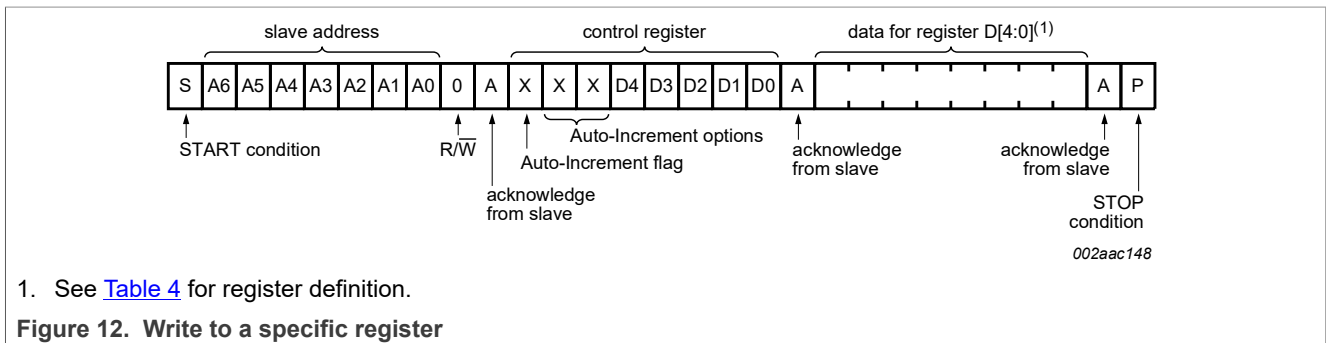 slave address control register data for register D[4:0](1)
S A6 A5 A4 A3 A2 A1 A0 0 A X X X D4 D3 D2 D1 D0 A A P
START condition R/W Auto-Increment options acknowledge from slave acknowledge from slave
Auto-Increment flag
acknowledge
from slave
STOP
condition
002aac148
1. See Table 4 for register definition.
Figure 12. Write to a specific register